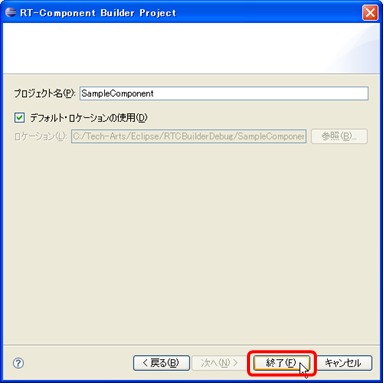 RT-Component Builder Project
プロジェクト名(P): SampleComponent
デフォルト・ロケーションの使用(D)
ロケーション(L): C:/Tech-Arts/Eclipse/RTCBuilderDebug/SampleComponer 参照(R)...
? < 戻る(B) 次へ(N) > 終了(F) キャンセル